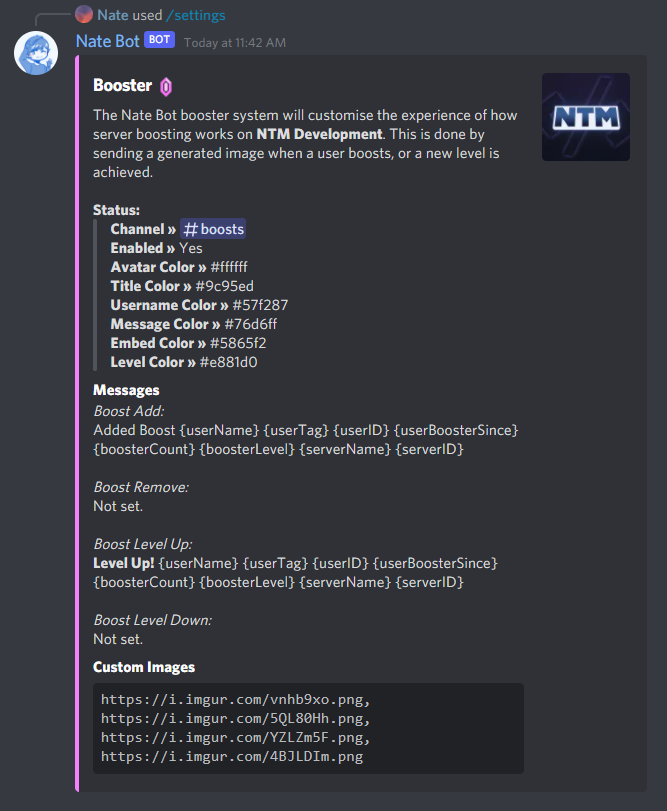 Nate used /settings
Nate Bot BOT Today at 11:42 AM
Booster
NTM
The Nate Bot booster system will customise the experience of how
server boosting works on NTM Development. This is done by
sending a generated image when a user boosts, or a new level is
achieved.
Status:
Channel » # boosts
Enabled » Yes
Avatar Color » #ffffff
Title Color » #9c95ed
Username Color » #57f287
Message Color » #76d6ff
Embed Color » #5865f2
Level Color » #e881d0
Messages
Boost Add:
Added Boost {userName} {userTag} {userID} {userBoosterSince}
{boosterCount} {boosterLevel} {serverName} {serverID}
Boost Remove:
Not set.
Boost Level Up:
Level Up! {userName} {userTag} {userID} {userBoosterSince}
{boosterCount} {boosterLevel} {serverName} {serverID}
Boost Level Down:
Not set.
Custom Images
https://i.imgur.com/vnhb9xo.png,
https://i.imgur.com/5QL80Hh.png,
https://i.imgur.com/YZLZm5F.png,
https://i.imgur.com/4BJLDIm.png